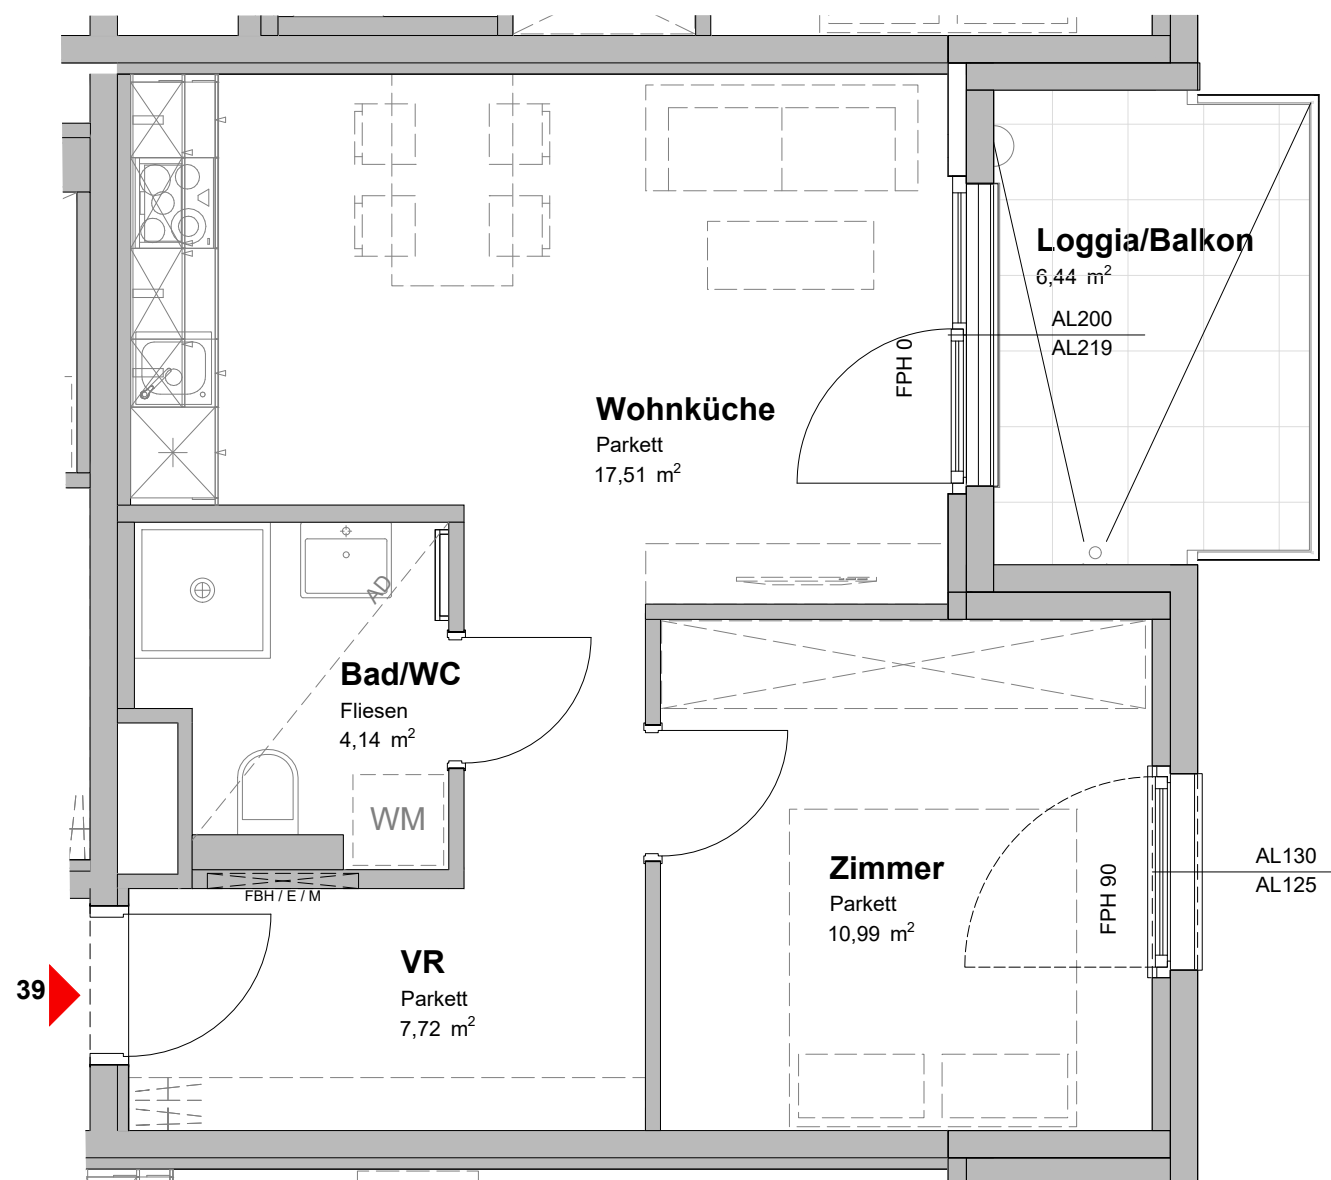 Loggia/Balkon
6,44 m²
AL200
AL219
FPH 0
Wohnküche
Parkett
17,51 m²
AD
Bad/WC
Fliesen
4,14 m²
WM
FBH / E / M
Zimmer
Parkett
10,99 m²
FPH 90
AL130
AL125
VR
Parkett
7,72 m²
39